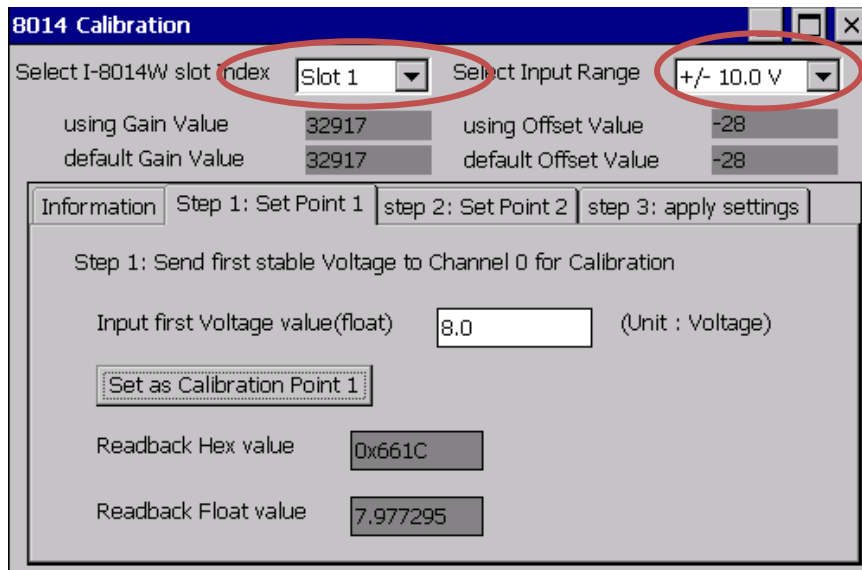 8014 Calibration
Select I-8014W slot Index Slot 1 Select Input Range +/- 10.0 V
using Gain Value 32917 using Offset Value -28
default Gain Value 32917 default Offset Value -28
Information Step 1: Set Point 1 step 2: Set Point 2 step 3: apply settings
Step 1: Send first stable Voltage to Channel 0 for Calibration
Input first Voltage value(float) 8.0 (Unit : Voltage)
Set as Calibration Point 1
Readback Hex value 0x661C
Readback Float value 7.977295